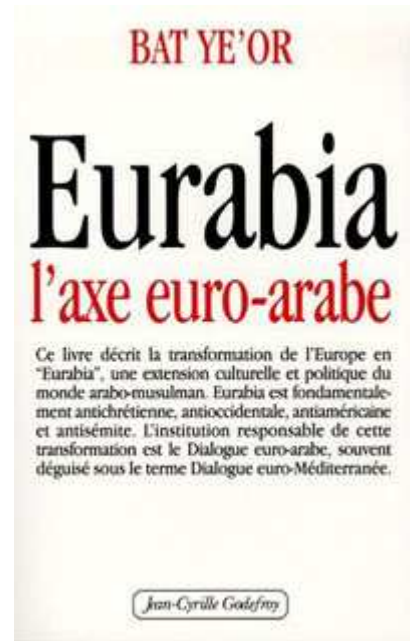 BAT YE'OR
Eurabia
l'axe euro-arabe
Ce livre décrit la transformation de l'Europe en
"Eurabia", une extension culturelle et politique du
monde arabo-musulman. Eurabia est fondamentale-
ment antichrétienne, antioccidentale, antiaméricaine
et antisémite. L'institution responsable de cette
transformation est le Dialogue euro-arabe, souvent
déguisé sous le terme Dialogue euro-Méditerranée.
Jean-Cyrille Godefroy